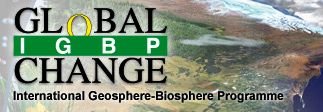 GLOBAL
IGBP
CHANGE
International Geosphere-Biosphere Programme